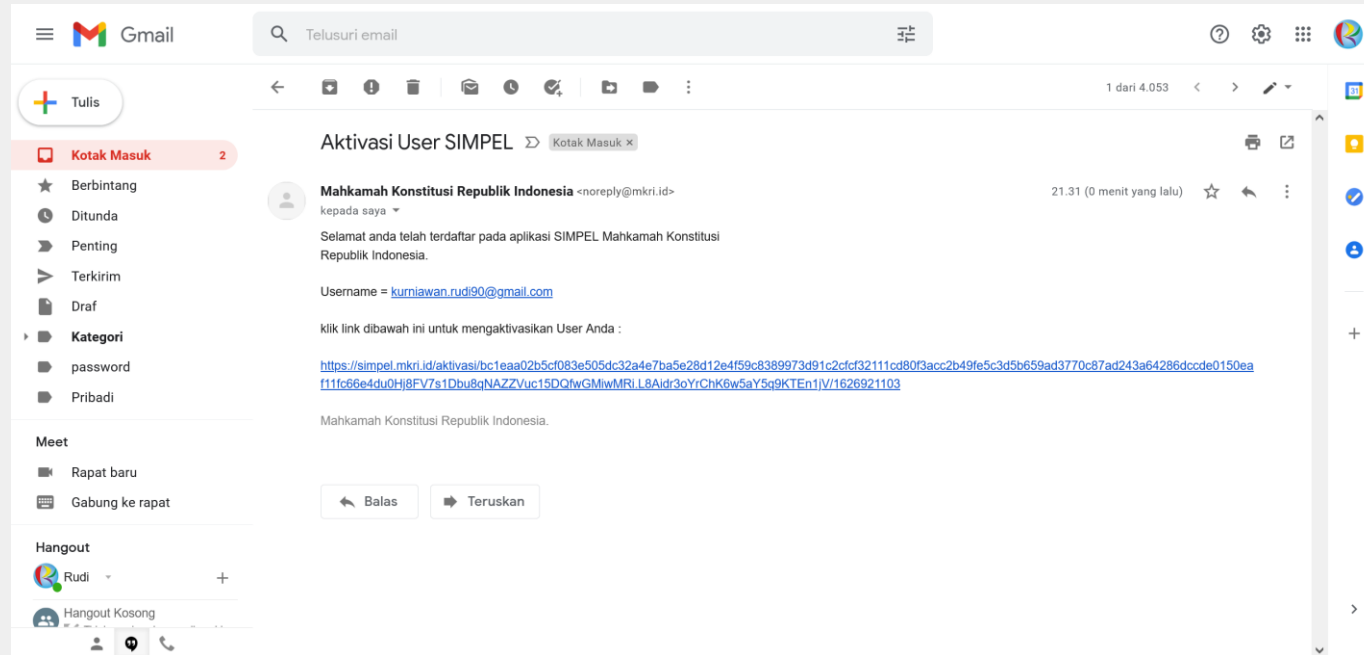 Gmail
Telusuri email
Tulis
1 dari 4.053
31
Kotak Masuk 2
Berbintang
Ditunda
Penting
Terkirim
Draf
Kategori
password
Pribadi
Meet
Rapat baru
Gabung ke rapat
Hangout
Rudi
Hangout Kosong
Aktivasi User SIMPEL Kotak Masuk ×
Mahkamah Konstitusi Republik Indonesia <noreply@mkri.id> 21.31 (0 menit yang lalu)
kepada saya
Selamat anda telah terdaftar pada aplikasi SIMPEL Mahkamah Konstitusi
Republik Indonesia.
Username = kurniawan.rudi90@gmail.com
klik link dibawah ini untuk mengaktivasikan User Anda :
https://simpel.mkri.id/aktivasi/bc1eaa02b5cf083e505dc32a4e7ba5e28d12e4f59c8389973d91c2cfcf32111cd80f3acc2b49fe5c3d5b659ad3770c87ad243a64286dccde0150ea
f11fc66e4du0Hj8FV7s1Dbu8qNAZZVuc15DQfwGMiwMRi.L8Aidr3oYrChK6w5aY5q9KTEn1jV/1626921103
Mahkamah Konstitusi Republik Indonesia.
Balas
Teruskan